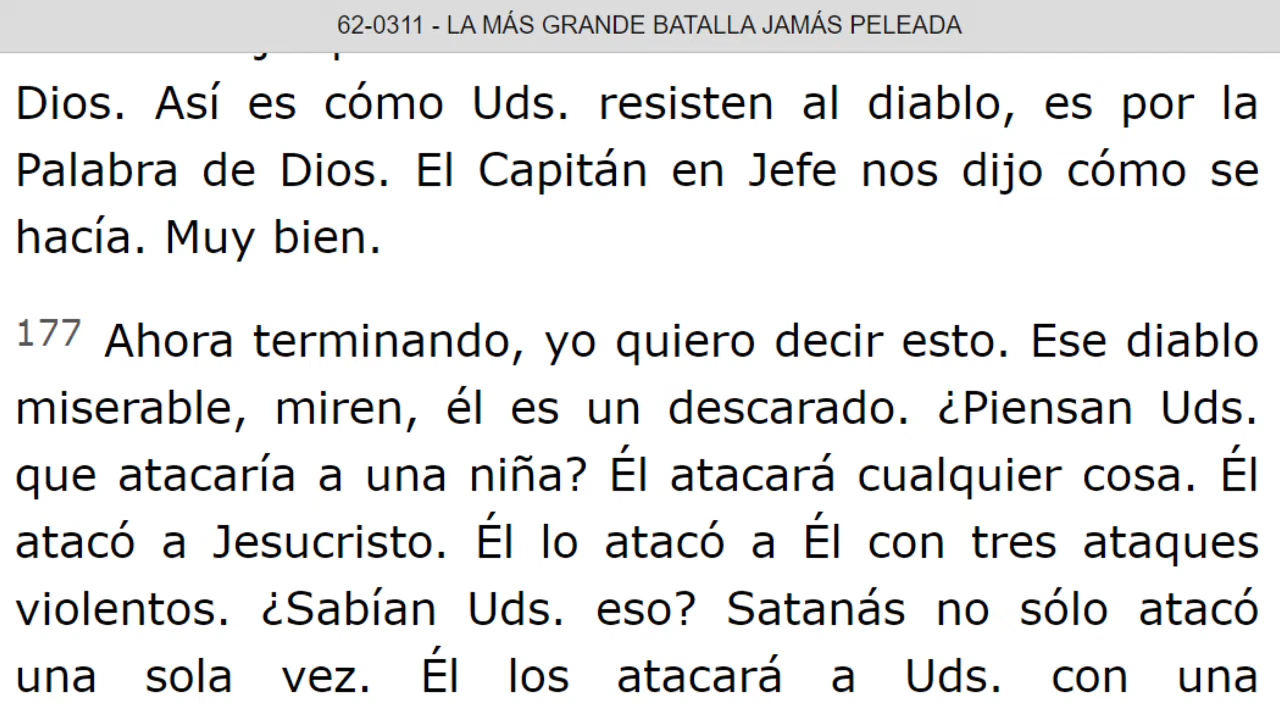 62-0311 - LA MÁS GRANDE BATALLA JAMÁS PELEADA
Dios. Así es cómo Uds. resisten al diablo, es por la
Palabra de Dios. El Capitán en Jefe nos dijo cómo se
hacía. Muy bien.
177 Ahora terminando, yo quiero decir esto. Ese diablo
miserable, miren, él es un descarado. ¿Piensan Uds.
que atacaría a una niña? Él atacará cualquier cosa. Él
atacó a Jesucristo. Él lo atacó a Él con tres ataques
violentos. ¿Sabían Uds. eso? Satanás no sólo atacó
una sola vez. Él los atacará a Uds. con una